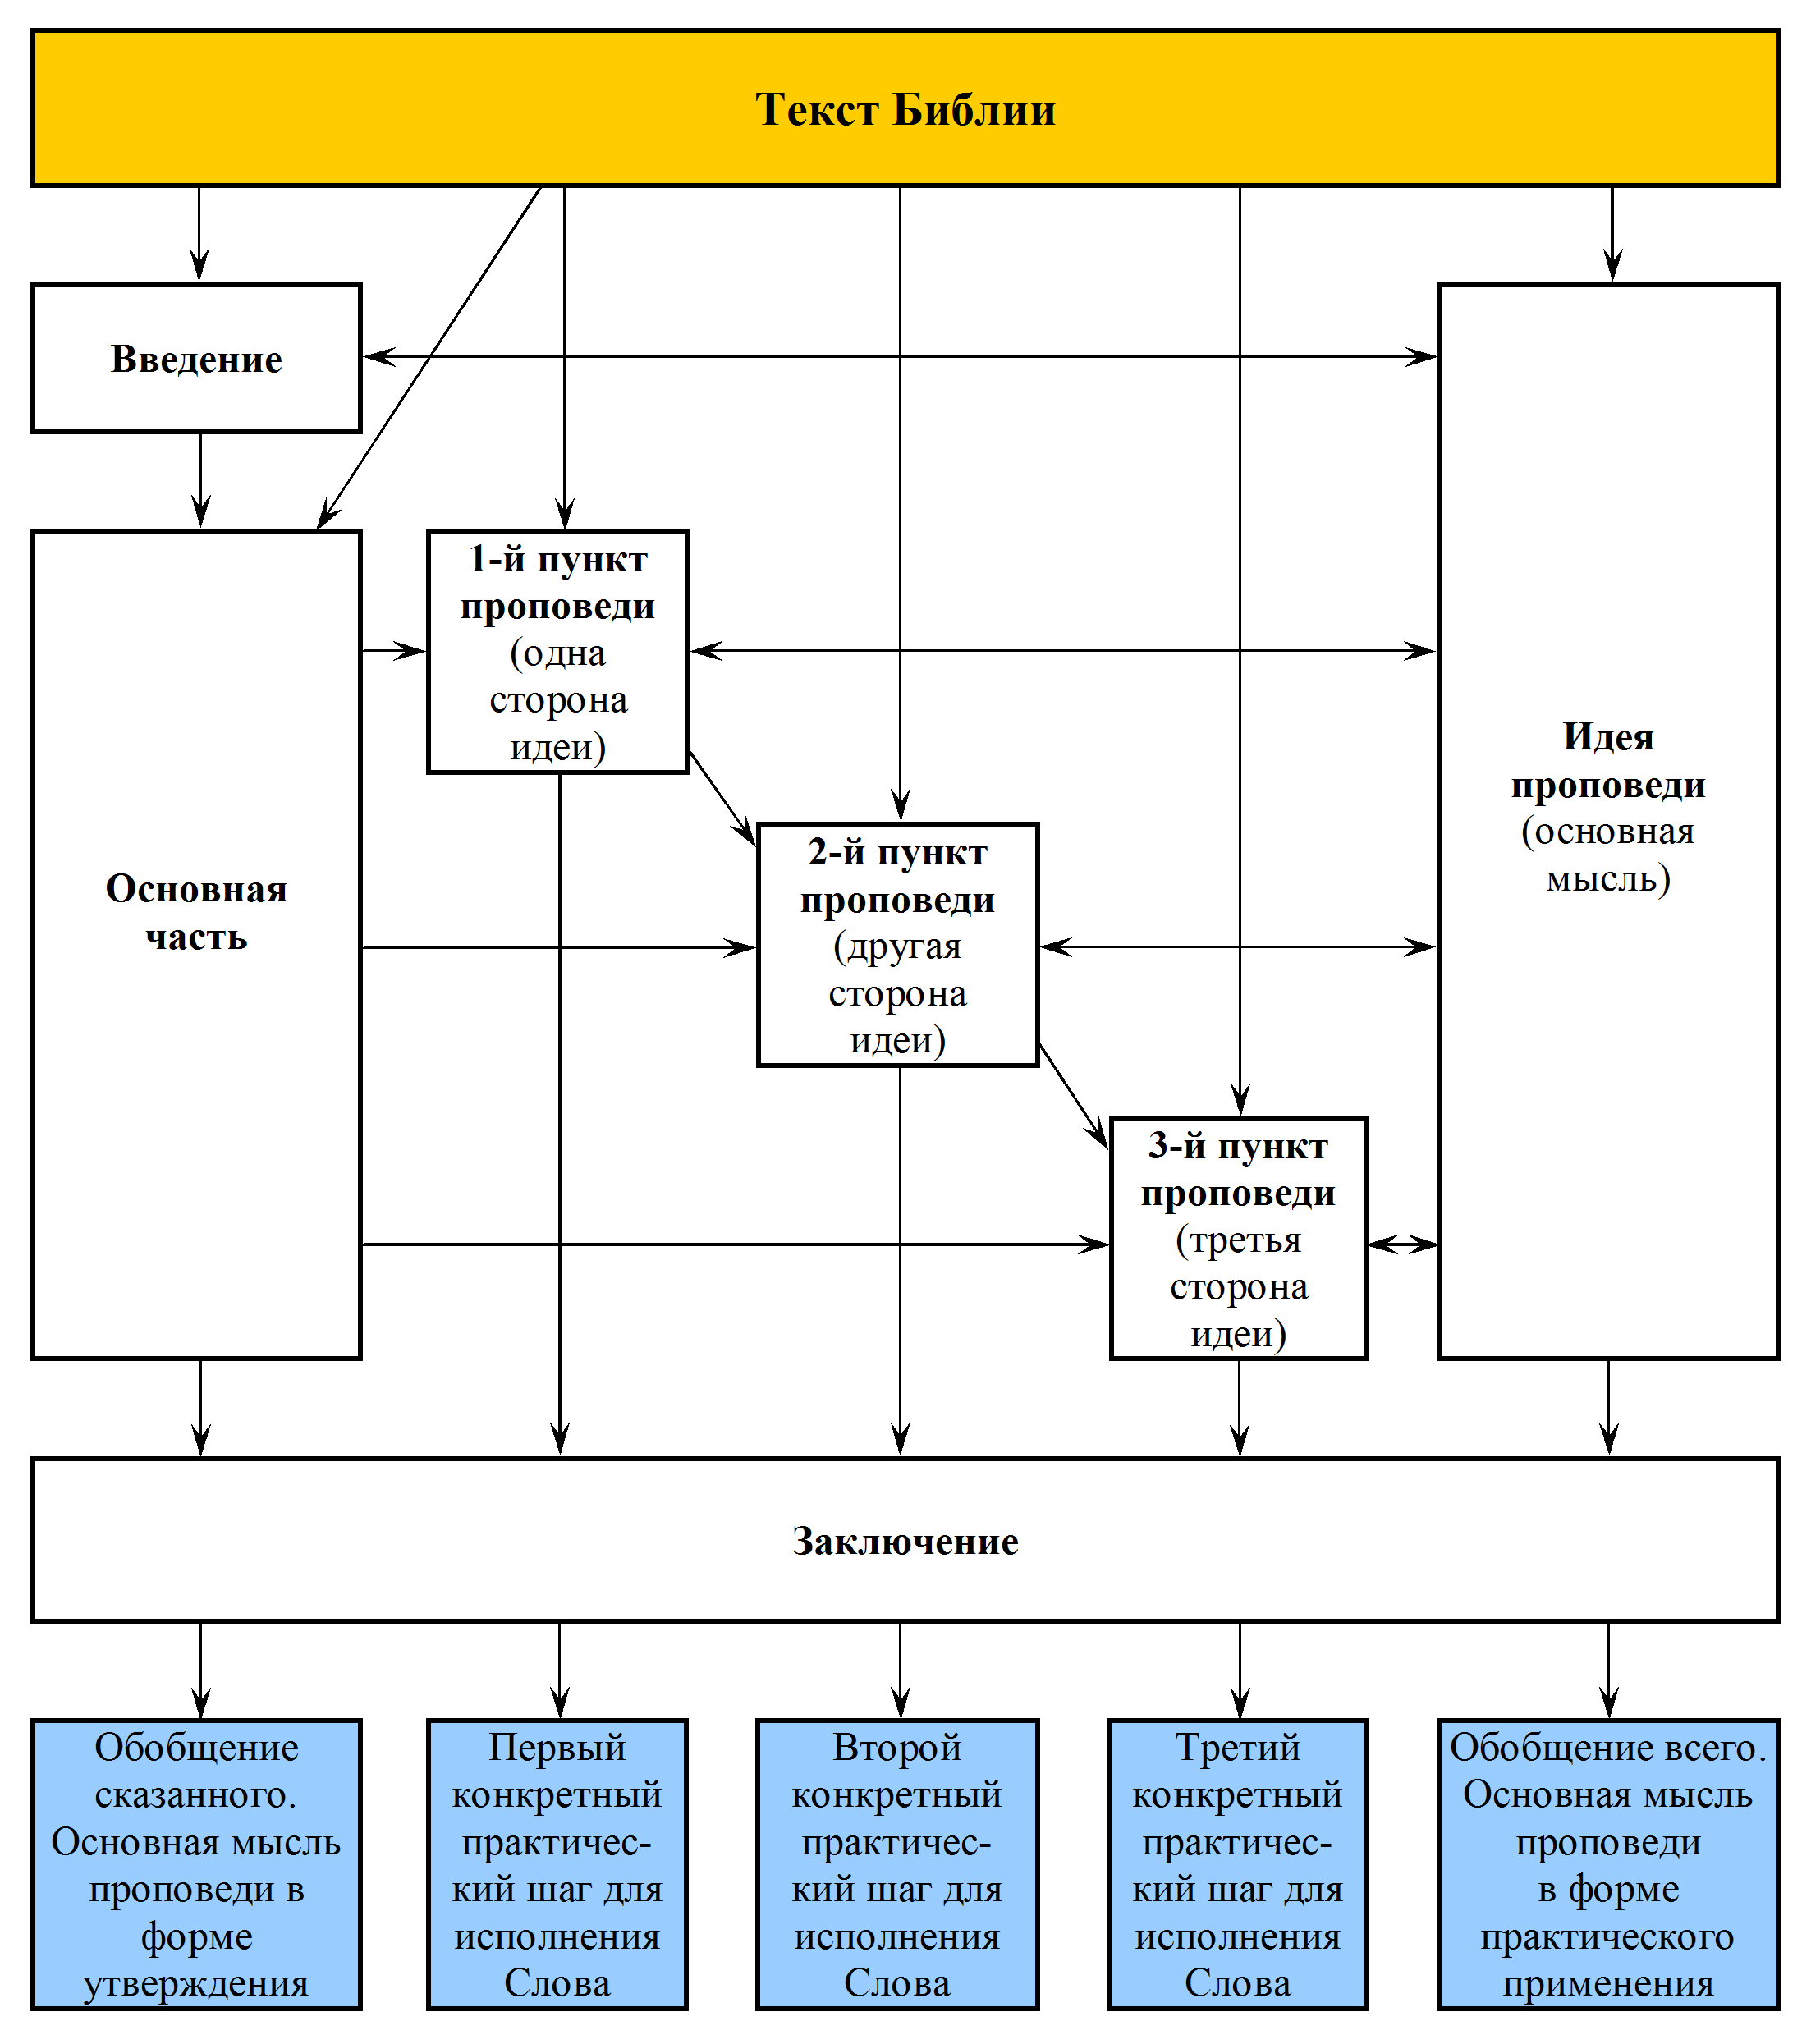 Текст Библии
Введение
1-й пункт
проповеди
(одна
сторона
идеи)
Идея
проповеди
(основная
мысль)
Основная
часть
2-й пункт
проповеди
(другая
сторона
идеи)
3-й пункт
проповеди
(третья
сторона
идеи)
Заключение
Обобщение
сказанного.
Основная мысль
проповеди в
форме
утверждения
Первый
конкретный
практичес-
кий шаг для
исполнения
Слова
Второй
конкретный
практичес-
кий шаг для
исполнения
Слова
Третий
конкретный
практичес-
кий шаг для
исполнения
Слова
Обобщение всего.
Основная мысль
проповеди
в форме
практического
применения